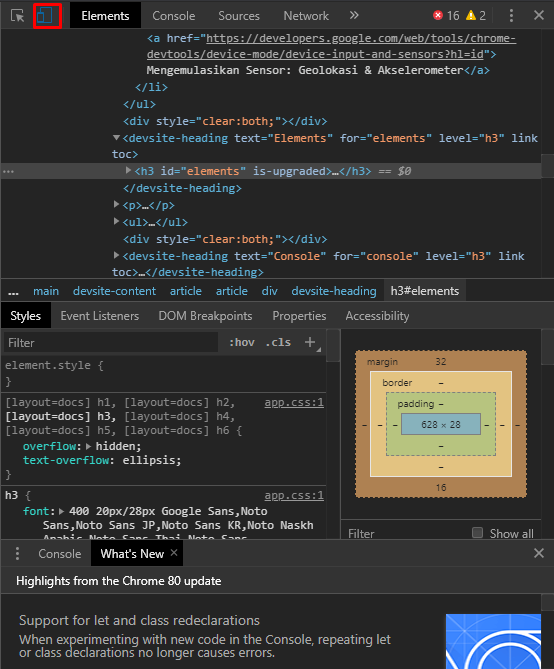 Elements Console Sources Network » 16 2
<a href="https://developers.google.com/web/tools/chrome-
devtools/device-mode/device-input-and-sensors?hl=id">
Mengemulasikan Sensor: Geolokasi & Akselerometer</a>
</li>
</ul>
<div style="clear:both;"></div>
<devsite-heading text="Elements" for="elements" level="h3" link
toc>
… <h3 id="elements" is-upgraded>…</h3> == $0
</devsite-heading>
<p>…</p>
<ul>…</ul>
<div style="clear:both;"></div>
<devsite-heading text="Console" for="console" level="h3" link
toc>…</devsite-heading>
… main devsite-content article article div devsite-heading h3#elements
Styles Event Listeners DOM Breakpoints Properties Accessibility
Filter :hov .cls +
element.style {
}
[layout=docs] h1, [layout=docs] h2, app.css:1
[layout=docs] h3, [layout=docs] h4,
[layout=docs] h5, [layout=docs] h6 {
overflow: hidden;
text-overflow: ellipsis;
}
h3 { app.css:1
font: 400 20px/28px Google Sans,Noto
Sans,Noto Sans JP,Noto Sans KR,Noto Naskh
Arabic,Noto Sans Thai,Noto Sans
margin 32
border –
padding –
– – – 628 × 28 – – –
–
–
16
Filter Show all
Console What's New ×
Highlights from the Chrome 80 update
Support for let and class redeclarations
When experimenting with new code in the Console, repeating let
or class declarations no longer causes errors.